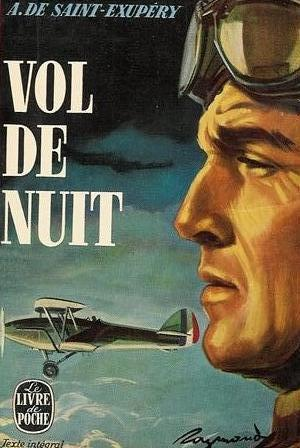 A. DE SAINT-EXUPÉRY
VOL
DE
NUIT
Le
LIVRE
de
POCHE
Texte intégral